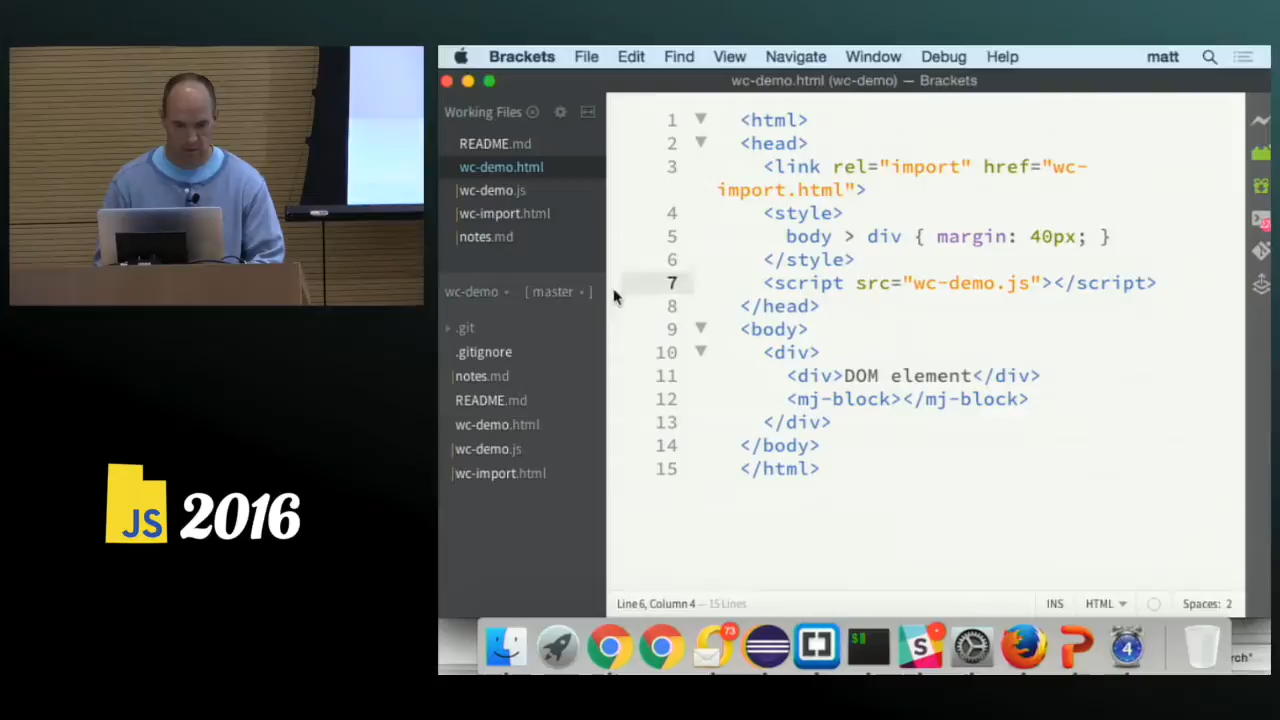 Brackets File Edit Find View Navigate Window Debug Help matt
wc-demo.html (wc-demo) — Brackets
Working Files
README.md
wc-demo.html
wc-demo.js
wc-import.html
notes.md
wc-demo [ master ]
.git
.gitignore
notes.md
README.md
wc-demo.html
wc-demo.js
wc-import.html
1 <html>
2 <head>
3 <link rel="import" href="wc-
import.html">
4 <style>
5 body > div { margin: 40px; }
6 </style>
7 <script src="wc-demo.js"></script>
8 </head>
9 <body>
10 <div>
11 <div>DOM element</div>
12 <mj-block></mj-block>
13 </div>
14 </body>
15 </html>
Line 6, Column 4 — 15 Lines
INS HTML Spaces: 2
73
$
S
4
rch*
JS 2016